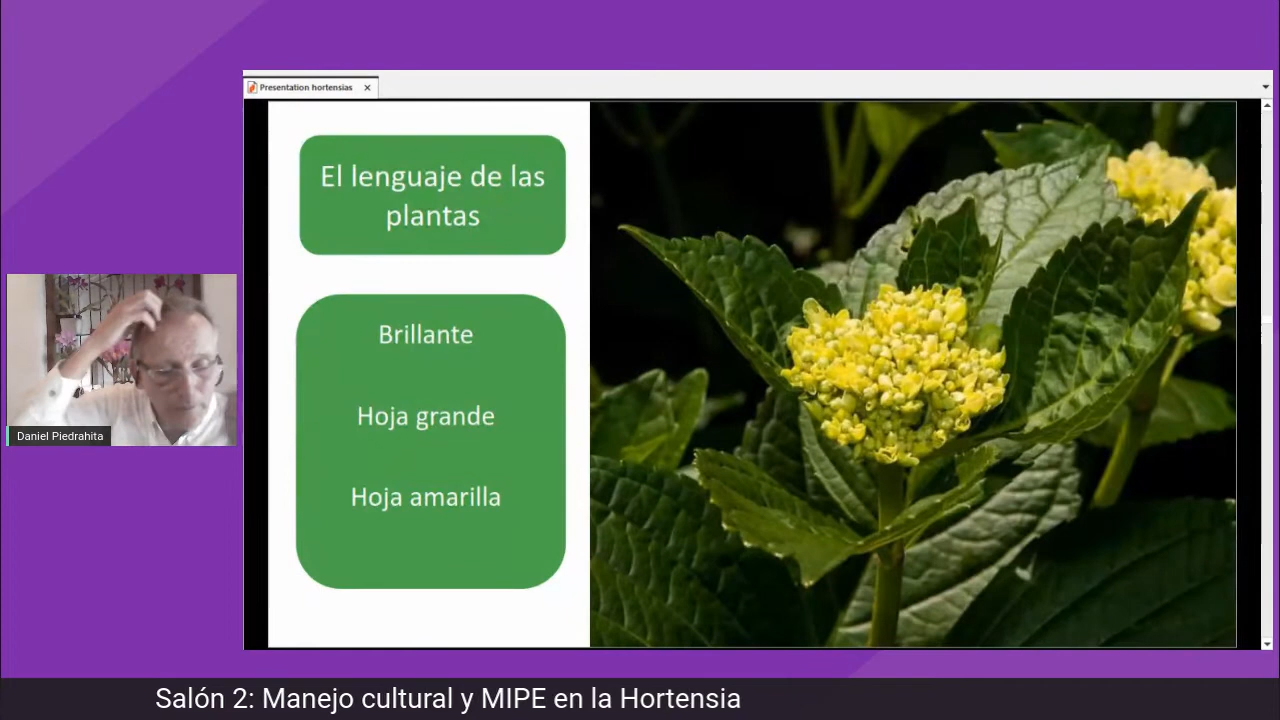 Presentation hortensias
El lenguaje de las
plantas
Brillante
Hoja grande
Hoja amarilla
Daniel Piedrahita
Salón 2: Manejo cultural y MIPE en la Hortensia